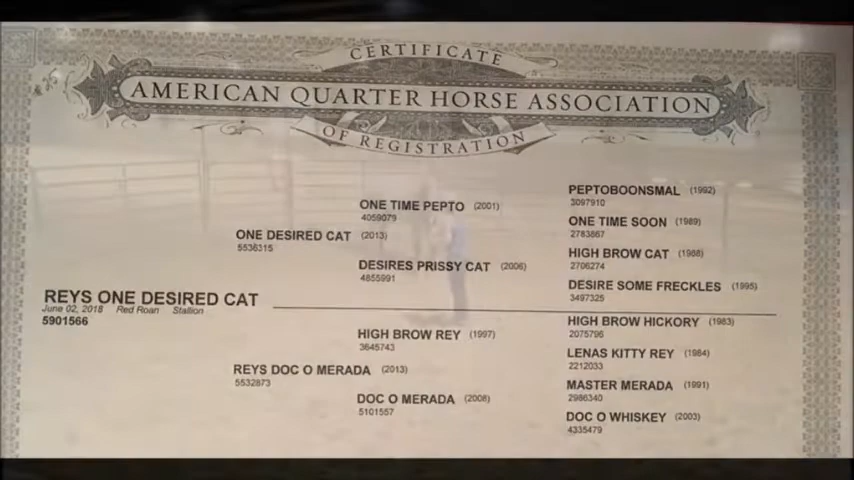 CERTIFICATE
AMERICAN QUARTER HORSE ASSOCIATION
OF REGISTRATION
PEPTOBOONSMAL (1992)
3097910
ONE TIME PEPTO (2001)
4059079
ONE TIME SOON (1989)
2783867
ONE DESIRED CAT (2013)
5536315
HIGH BROW CAT (1988)
2706274
DESIRES PRISSY CAT (2006)
4855991
DESIRE SOME FRECKLES (1995)
3497325
REYS ONE DESIRED CAT
June 02, 2018 Red Roan Stallion
5901566
HIGH BROW HICKORY (1983)
2075796
HIGH BROW REY (1997)
3645743
LENAS KITTY REY (1984)
2212033
REYS DOC O MERADA (2013)
5532873
MASTER MERADA (1991)
2986340
DOC O MERADA (2008)
5101557
DOC O WHISKEY (2003)
4335479